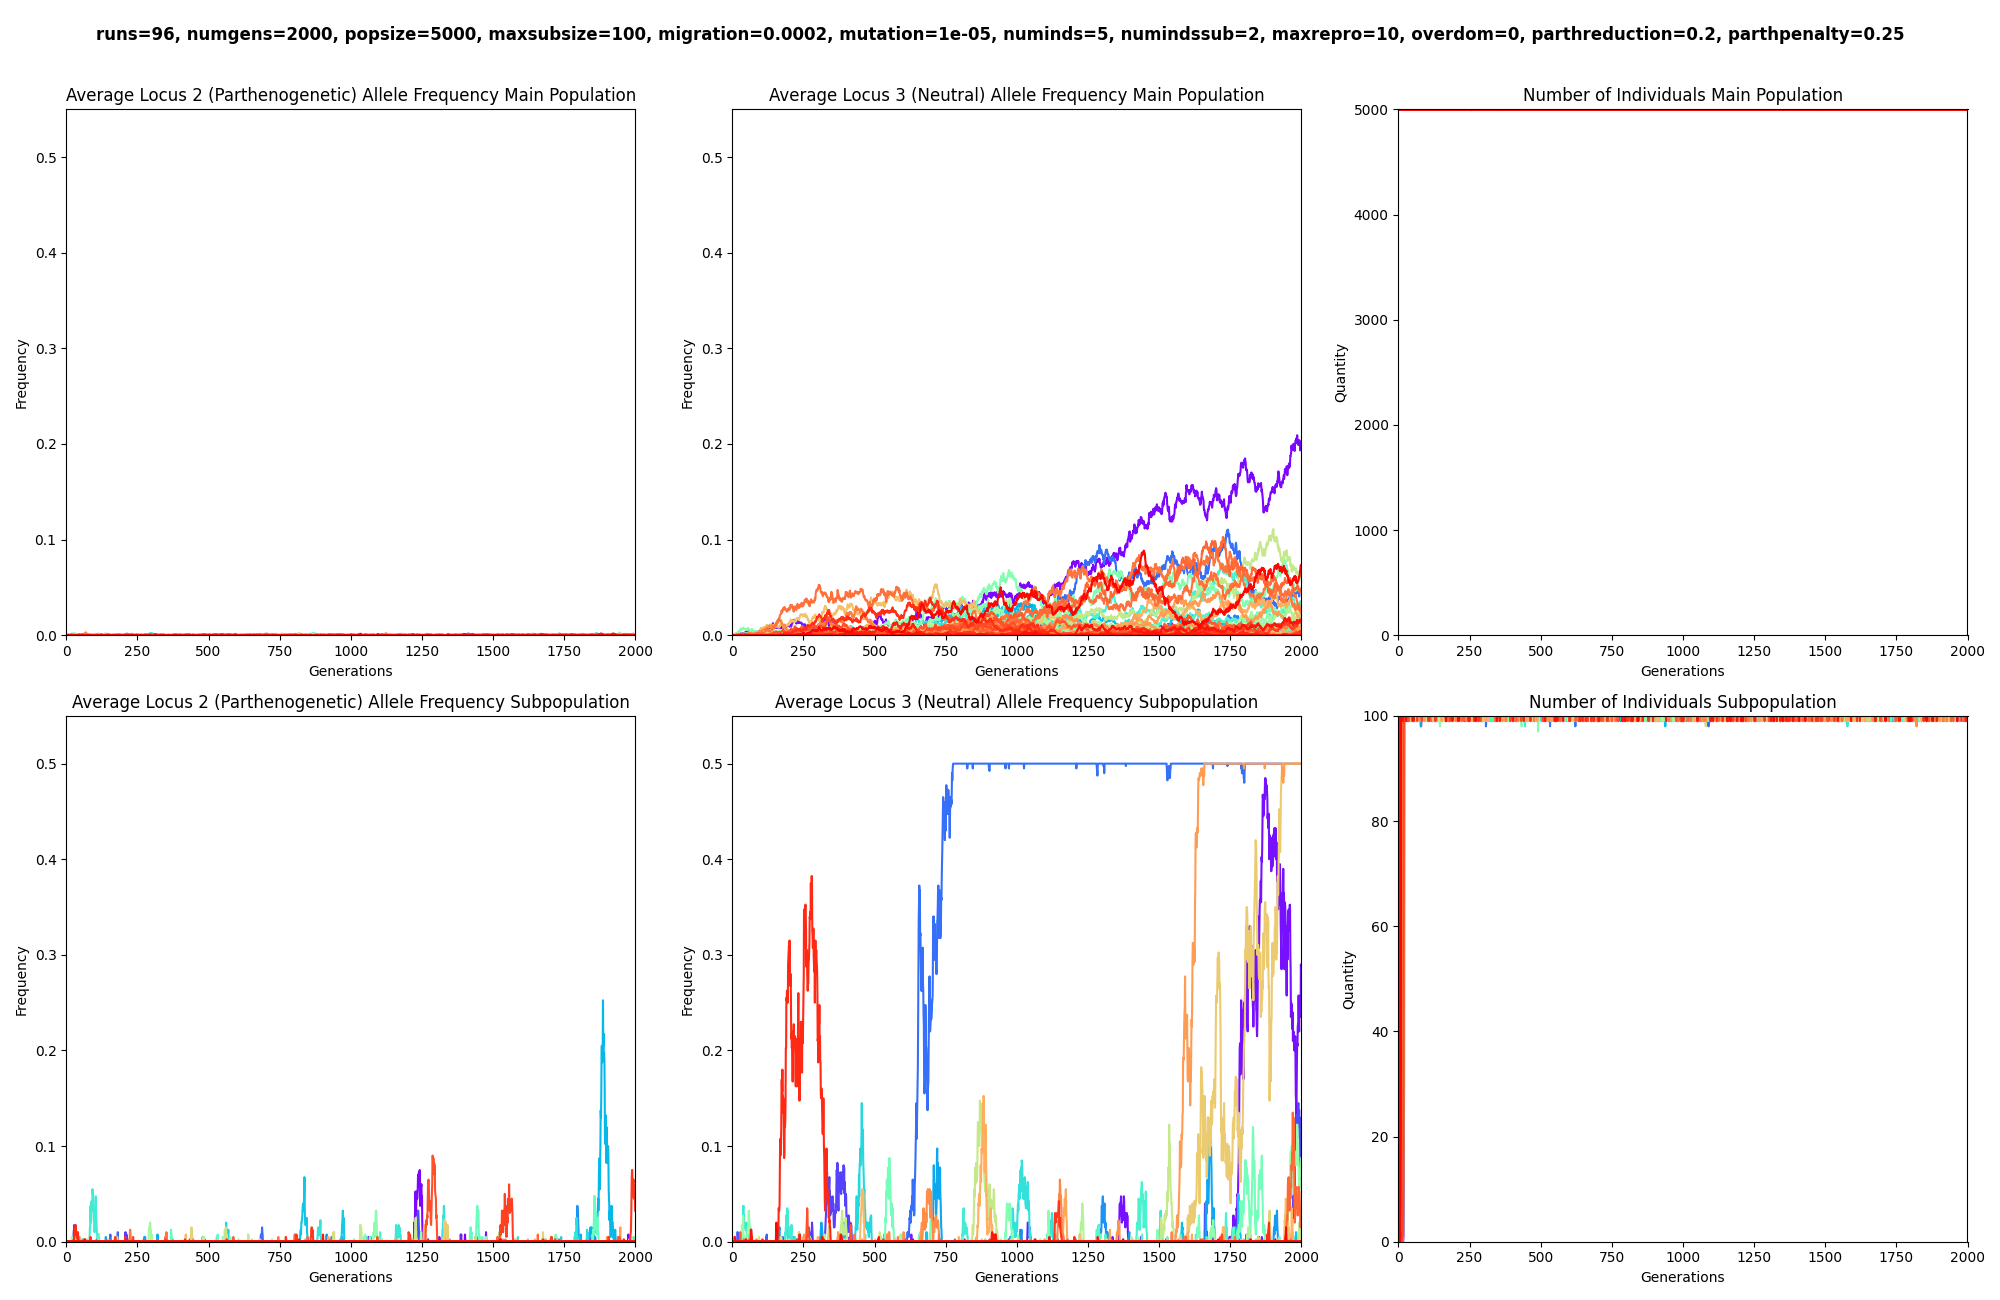 runs=96, numgens=2000, popsize=5000, maxsubsize=100, migration=0.0002, mutation=1e-05, numinds=5, numindssub=2, maxrepro=10, overdom=0, parthreduction=0.2, parthpenalty=0.25
Average Locus 2 (Parthenogenetic) Allele Frequency Main Population
0.5
0.4
0.3
0.2
0.1
0.0
Frequency
0 250 500 750 1000 1250 1500 1750 2000
Generations
Average Locus 3 (Neutral) Allele Frequency Main Population
0.5
0.4
0.3
0.2
0.1
0.0
Frequency
0 250 500 750 1000 1250 1500 1750 2000
Generations
Number of Individuals Main Population
5000
4000
3000
2000
1000
0
Quantity
0 250 500 750 1000 1250 1500 1750 2000
Generations
Average Locus 2 (Parthenogenetic) Allele Frequency Subpopulation
0.5
0.4
0.3
0.2
0.1
0.0
Frequency
0 250 500 750 1000 1250 1500 1750 2000
Generations
Average Locus 3 (Neutral) Allele Frequency Subpopulation
0.5
0.4
0.3
0.2
0.1
0.0
Frequency
0 250 500 750 1000 1250 1500 1750 2000
Generations
Number of Individuals Subpopulation
100
80
60
40
20
0
Quantity
0 250 500 750 1000 1250 1500 1750 2000
Generations